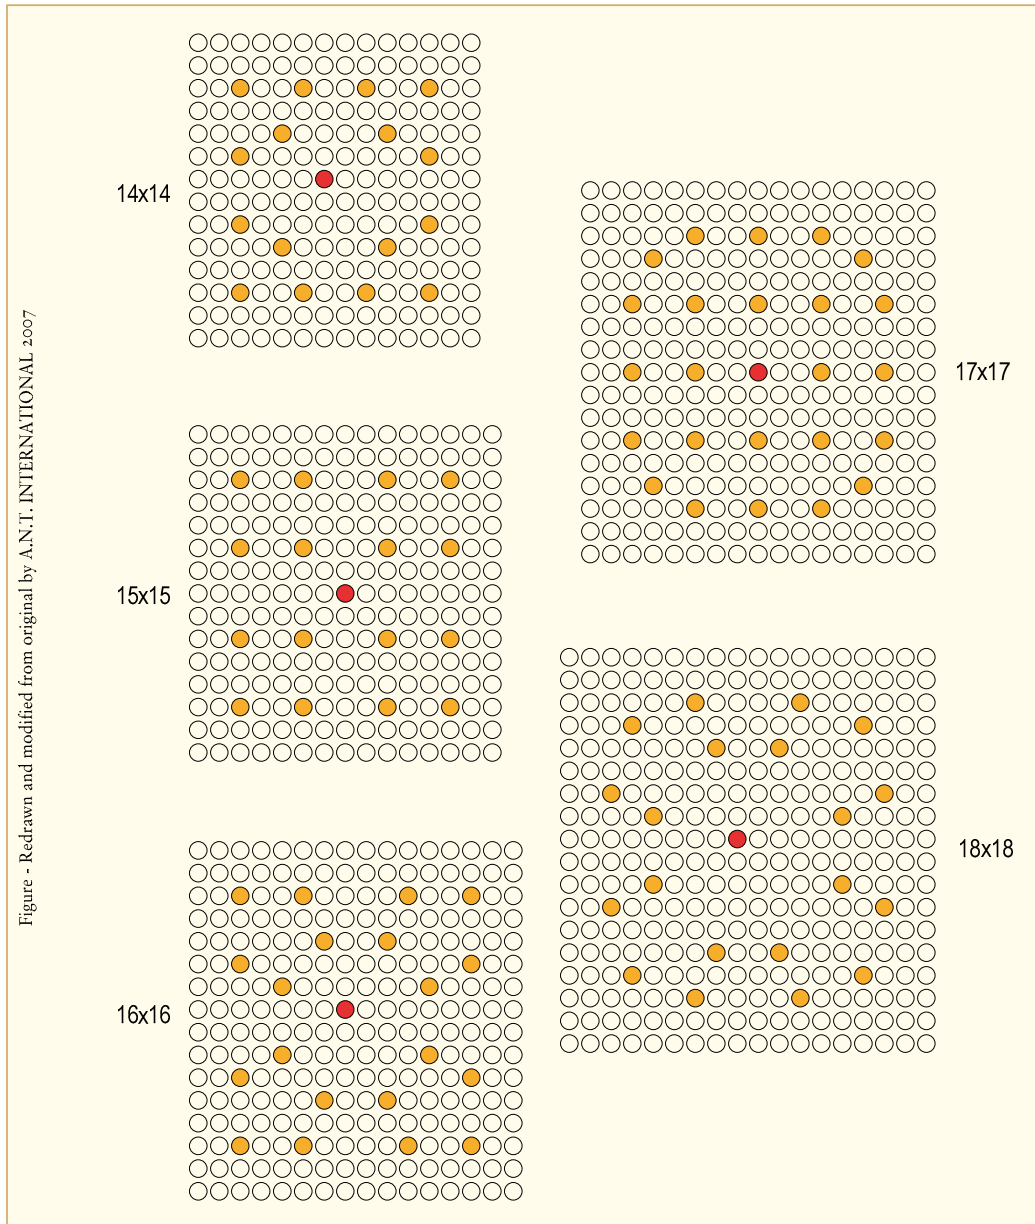 14x14
17x17
15x15
18x18
16x16
Figure - Redrawn and modified from original by A.N.T. INTERNATIONAL 2007